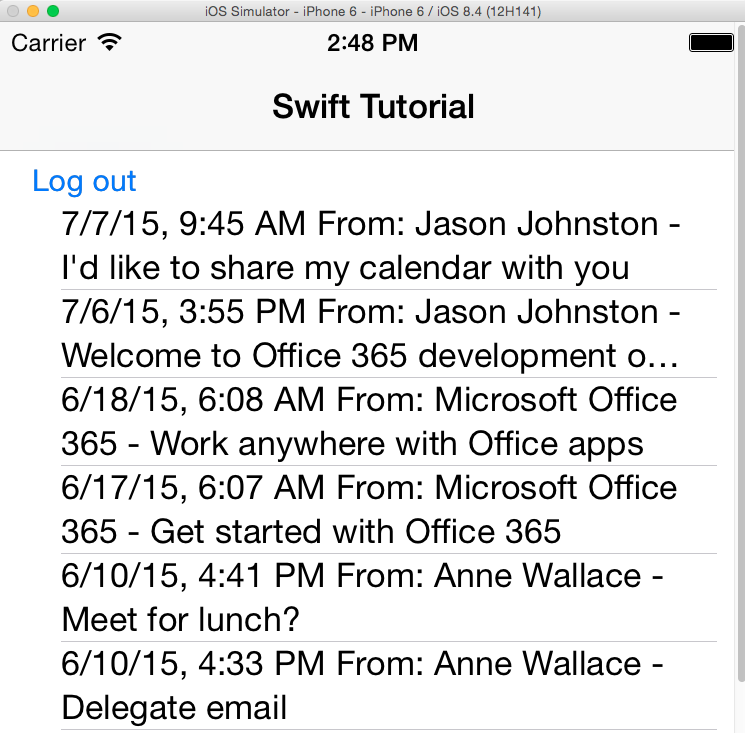 iOS Simulator - iPhone 6 - iPhone 6 / iOS 8.4 (12H141)
Carrier 2:48 PM
Swift Tutorial
Log out
7/7/15, 9:45 AM From: Jason Johnston -
I'd like to share my calendar with you
7/6/15, 3:55 PM From: Jason Johnston -
Welcome to Office 365 development o...
6/18/15, 6:08 AM From: Microsoft Office
365 - Work anywhere with Office apps
6/17/15, 6:07 AM From: Microsoft Office
365 - Get started with Office 365
6/10/15, 4:41 PM From: Anne Wallace -
Meet for lunch?
6/10/15, 4:33 PM From: Anne Wallace -
Delegate email